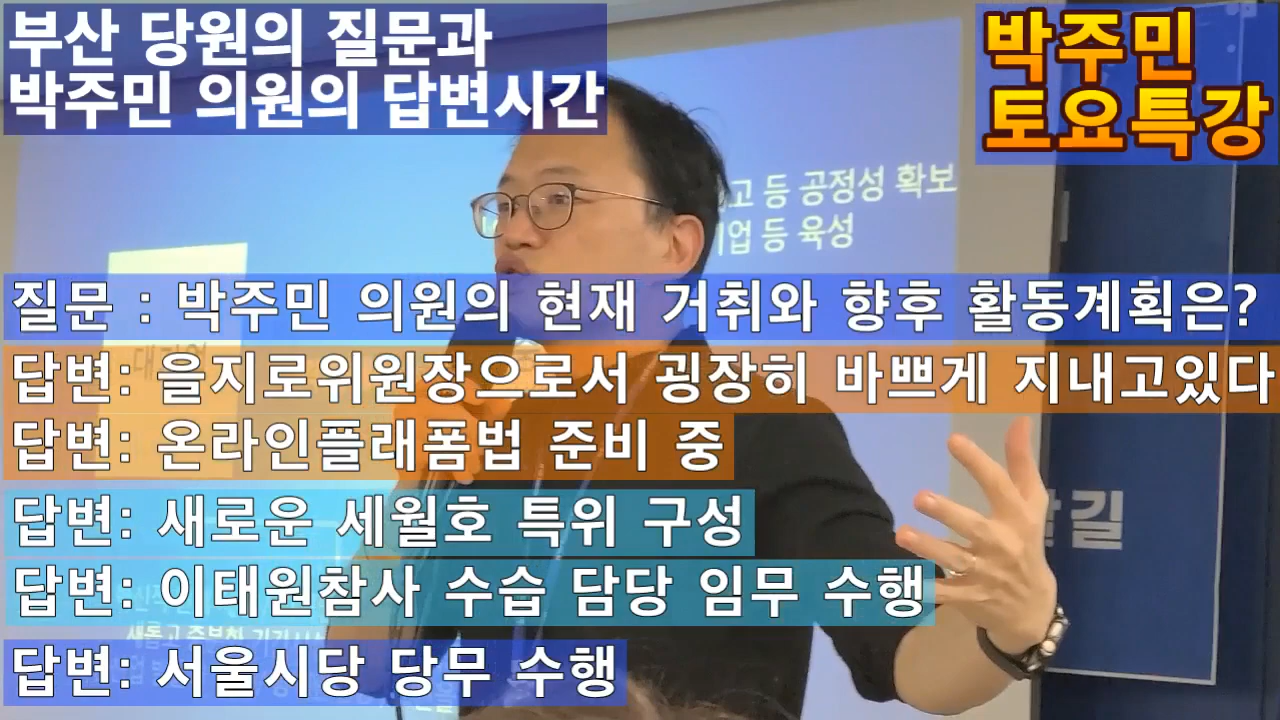 부산 당원의 질문과
박주민 의원의 답변시간
박주민
토요특강
고 등 공정성 확보
기업 등 육성
질문 : 박주민 의원의 현재 거취와 향후 활동계획은?
답변: 을지로위원장으로서 굉장히 바쁘게 지내고있다
답변: 온라인플래폼법 준비 중
답변: 새로운 세월호 특위 구성
길
답변: 이태원참사 수습 담당 임무 수행
답변: 서울시당 당무 수행